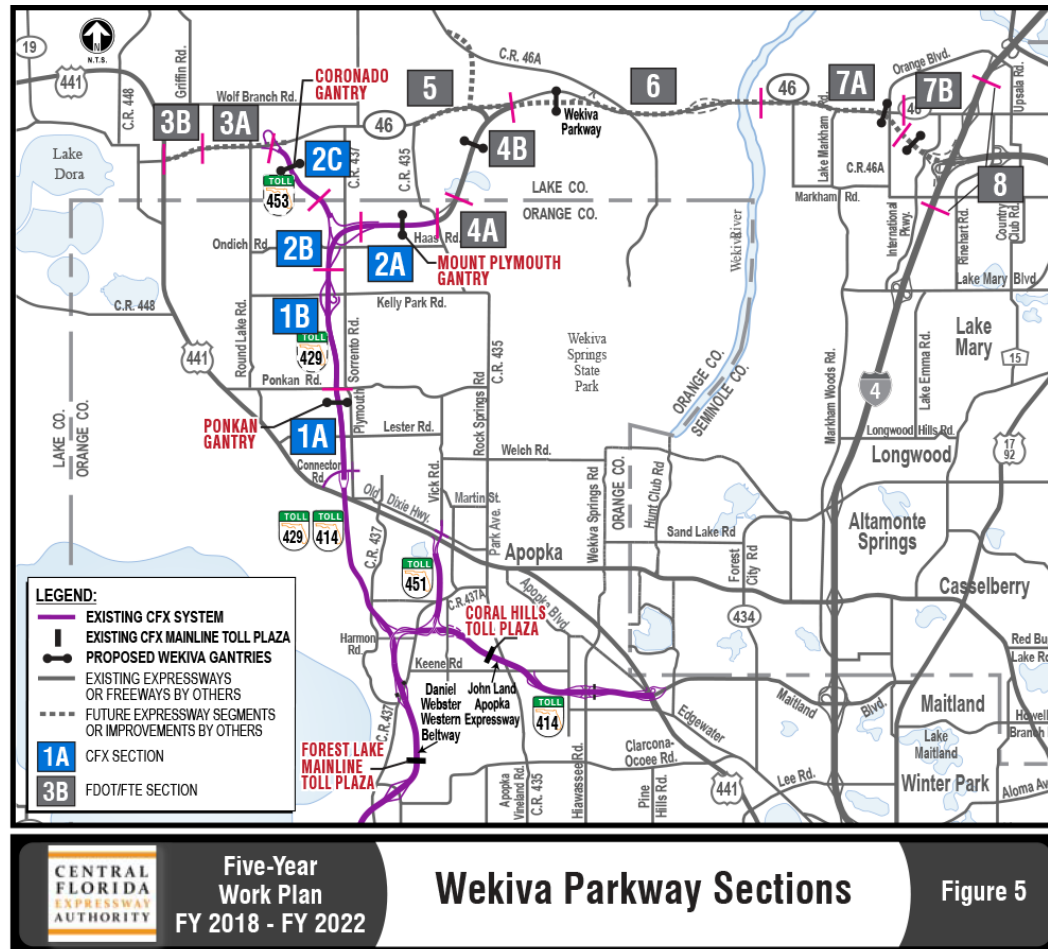 19
N
N.T.S.
441
C.R. 448
Griffin Rd.
CORONADO
GANTRY
Wolf Branch Rd.
3B
3A
46
5
C.R. 46A
6
Wekiva
Parkway
46
7A
Orange Blvd.
7B
46
Upsala Rd.
Lake
Dora
2C
C.R. 437
C.R. 435
4B
Lake Markham
Rd.
C.R.46A
TOLL
453
LAKE CO.
ORANGE CO.
Markham Rd.
International
Pkwy.
Rinehart Rd.
Country
Club Rd.
8
Ondich Rd
2B
2A
Haas Rd.
4A
MOUNT PLYMOUTH
GANTRY
Wekiva River
Lake Mary Blvd.
C.R. 448
Round Lake Rd.
1B
Kelly Park Rd.
TOLL
429
Sorrento Rd.
Plymouth
C.R. 435
Rock Springs Rd
Wekiva
Springs
State
Park
ORANGE CO.
SEMINOLE CO.
Markham Woods Rd.
Lake Emma Rd.
Lake
Mary
15
441
Ponkan Rd.
4
LAKE CO.
ORANGE CO.
PONKAN
GANTRY
1A
Lester Rd.
Connector
Rd
Vick Rd.
Welch Rd.
Longwood Hills Rd.
Longwood
17
92
Old Dixie Hwy.
Martin St.
Park Ave.
Wekiva Springs Rd
ORANGE CO.
Hunt Club Rd
Sand Lake Rd
Forest
City Rd
Altamonte
Springs
TOLL
429
TOLL
414
C.R. 437
Apopka
TOLL
451
C.R.437A
Apopka Blvd
Casselberry
434
LEGEND:
EXISTING CFX SYSTEM
EXISTING CFX MAINLINE TOLL PLAZA
PROPOSED WEKIVA GANTRIES
EXISTING EXPRESSWAYS
OR FREEWAYS BY OTHERS
FUTURE EXPRESSWAY SEGMENTS
OR IMPROVEMENTS BY OTHERS
1A
CFX SECTION
3B
FDOT/FTE SECTION
CORAL HILLS
TOLL PLAZA
Harmon
Rd.
Keene Rd
Daniel
Webster
Western
Beltway
John Land
Apopka
Expressway
TOLL
414
C.R.437
FOREST LAKE
MAINLINE
TOLL PLAZA
Apopka
Vineland Rd.
C.R. 435
Hiawassee Rd.
Clarcona-
Ocoee Rd.
Pine
Hills Rd.
Edgewater
441
Maitland
Blvd.
Lee Rd.
Red Bu
Lake Ro
Maitland
Howell
Branch
Lake
Maitland
Winter Park
Aloma Av
CENTRAL
FLORIDA
EXPRESSWAY
AUTHORITY
Five-Year
Work Plan
FY 2018 - FY 2022
Wekiva Parkway Sections
Figure 5